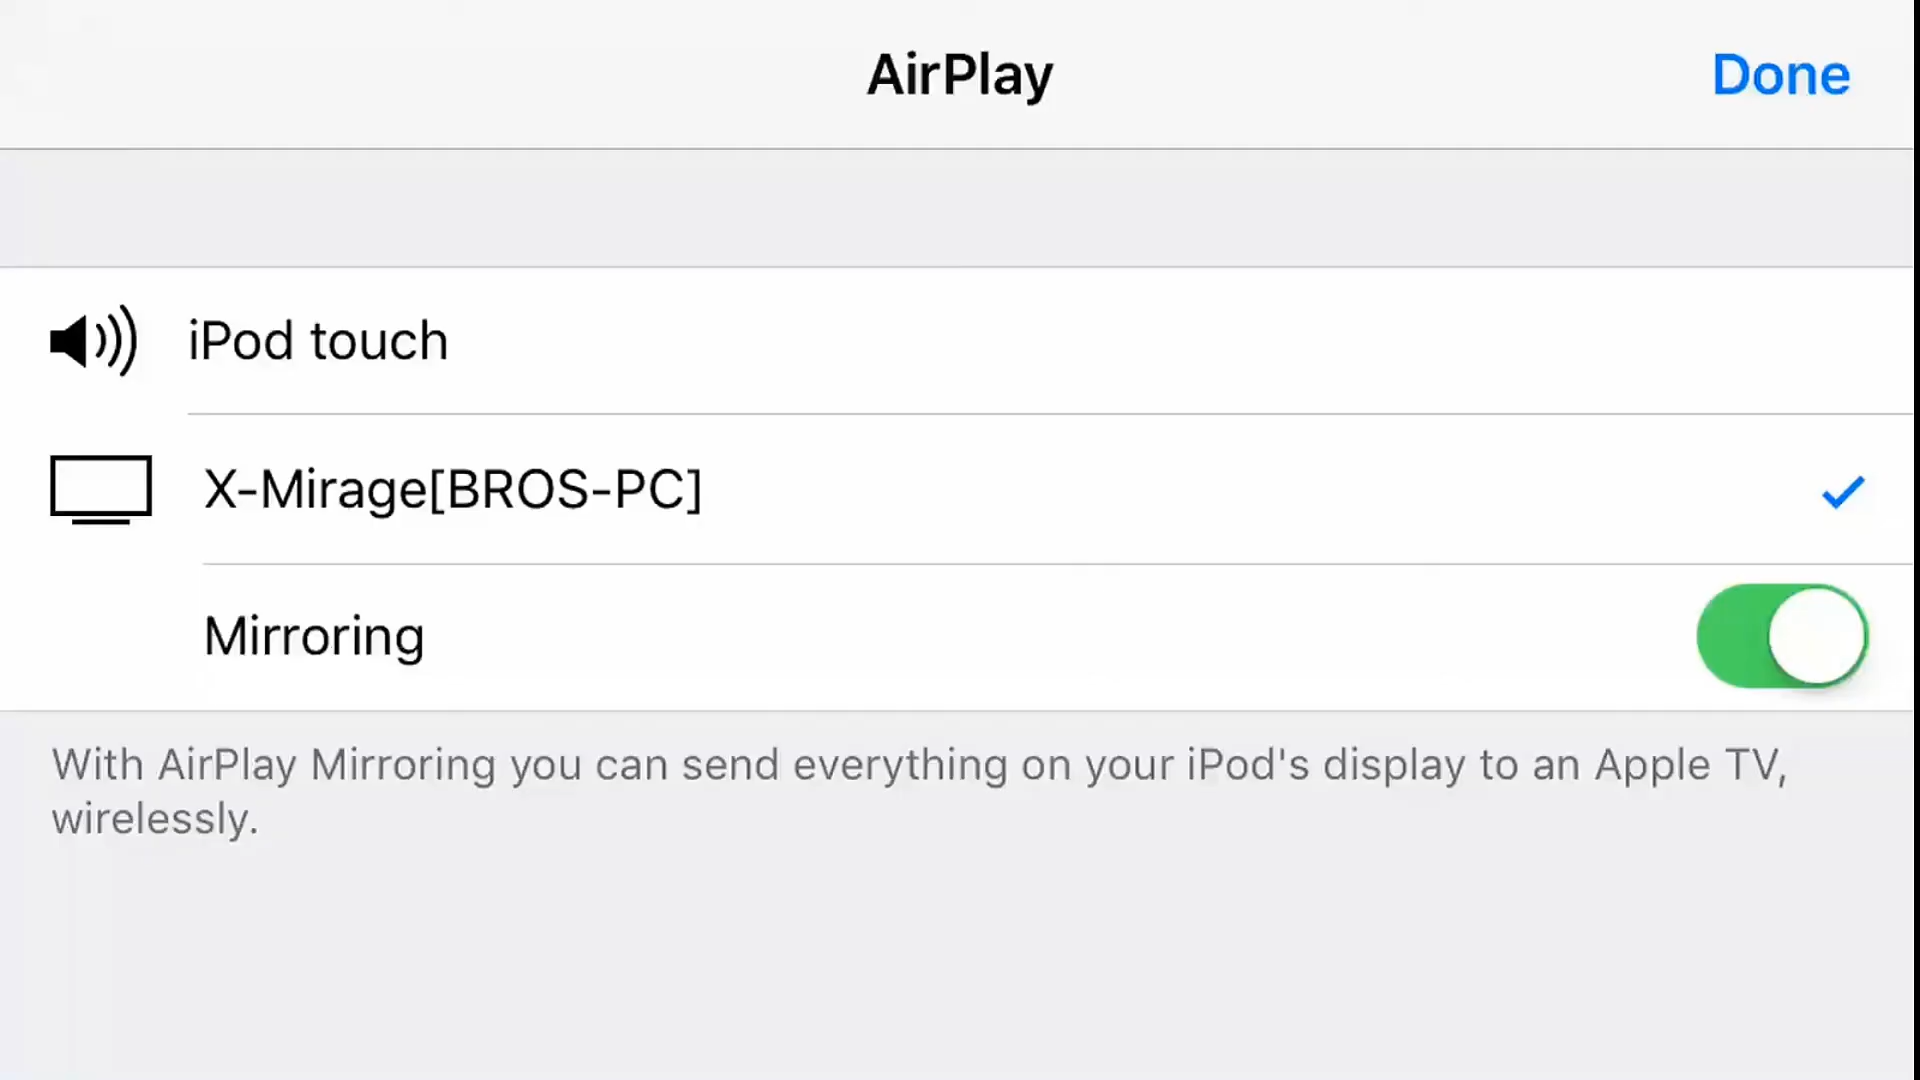 AirPlay
Done
iPod touch
X-Mirage[BROS-PC]
Mirroring
With AirPlay Mirroring you can send everything on your iPod's display to an Apple TV,
wirelessly.